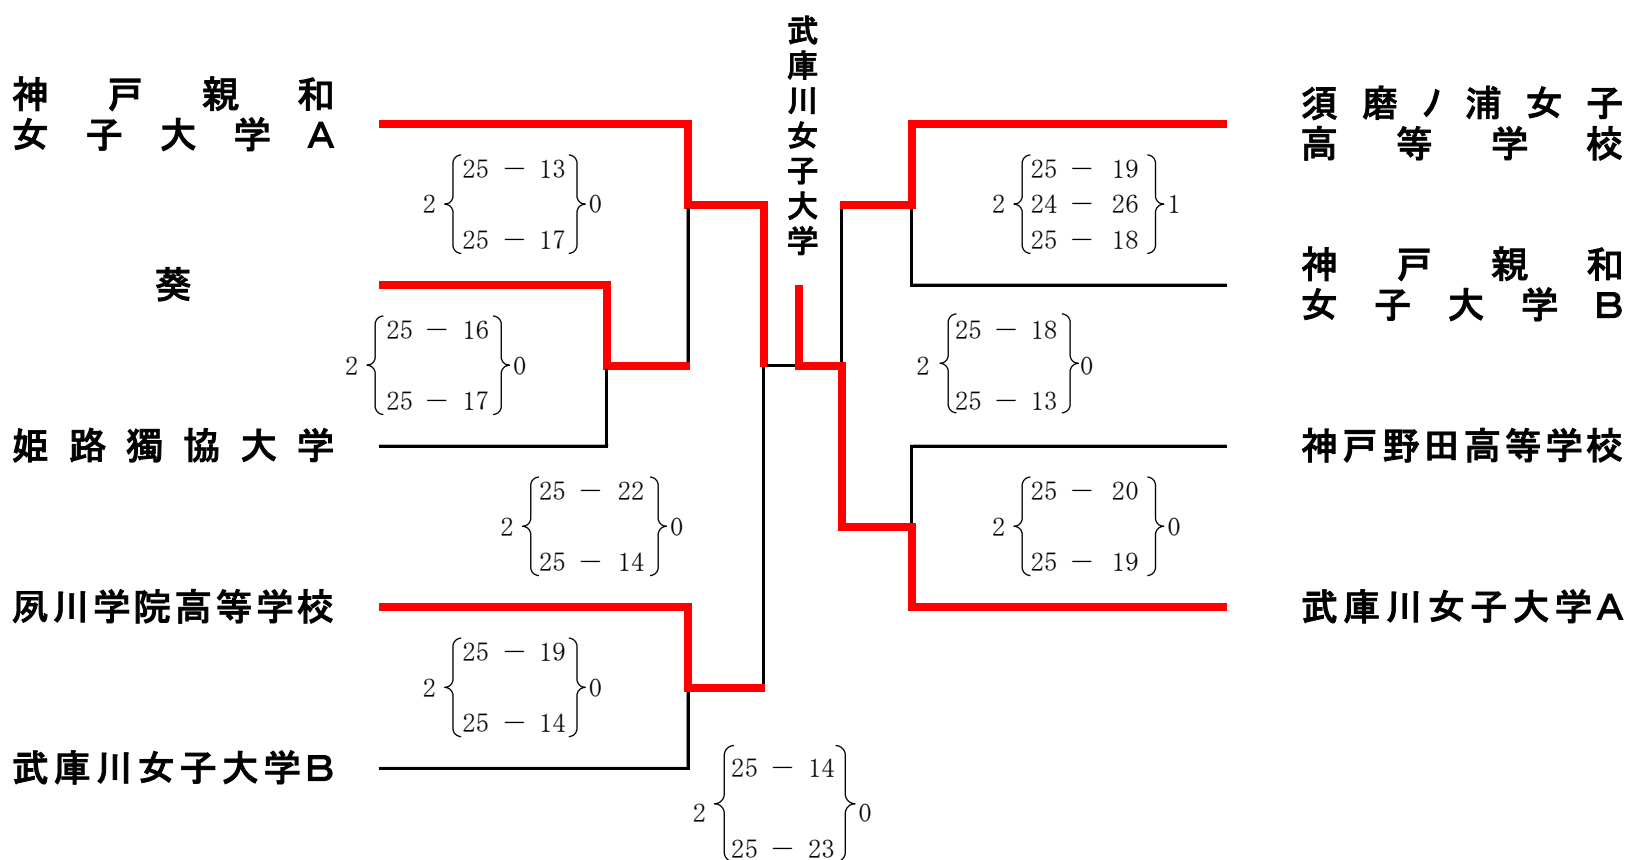 武庫川女子大学
神戸親和
女子大学A
2 25 － 13 0
25 － 17
葵
2 25 － 16 0
25 － 17
姫路獨協大学
2 25 － 22 0
25 － 14
夙川学院高等学校
2 25 － 19 0
25 － 14
武庫川女子大学B
2 25 － 14 0
25 － 23
須磨ノ浦女子
高等学校
25 － 19
2 24 － 26 1
25 － 18
神戸親和
女子大学B
2 25 － 18 0
25 － 13
神戸野田高等学校
2 25 － 20 0
25 － 19
武庫川女子大学A